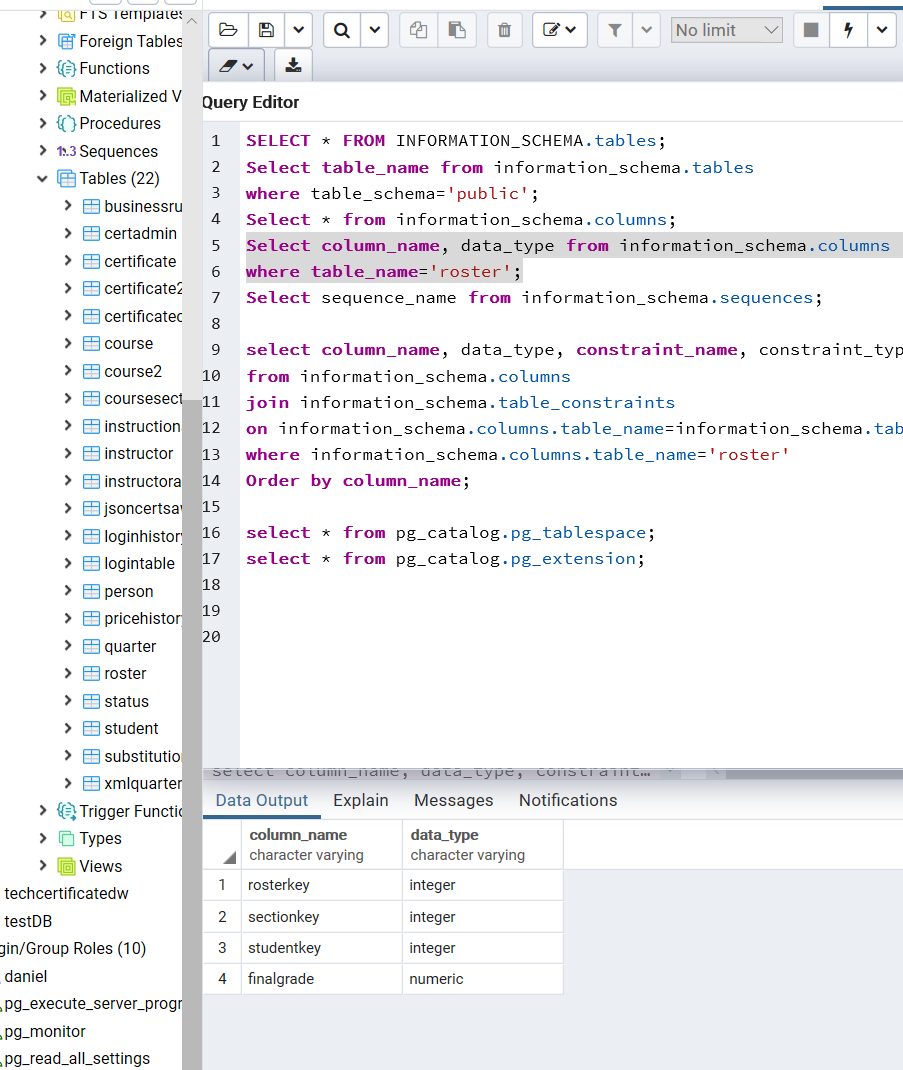 FTS Templates
Foreign Tables
Functions
Materialized V
Procedures
1..3 Sequences
Tables (22)
businessru
certadmin
certificate
certificate2
certificatec
course
course2
coursesect
instruction
instructor
instructora
jsoncertsa
loginhistory
logintable
person
pricehistor
quarter
roster
status
student
substitutio
xmlquarter
Trigger Functic
Types
Views
techcertificatedw
testDB
gin/Group Roles (10)
daniel
pg_execute_server_progr
pg_monitor
pg_read_all_settings
No limit
Query Editor
1 SELECT * FROM INFORMATION_SCHEMA.tables;
2 Select table_name from information_schema.tables
3 where table_schema='public';
4 Select * from information_schema.columns;
5 Select column_name, data_type from information_schema.columns
6 where table_name='roster';
7 Select sequence_name from information_schema.sequences;
8
9 select column_name, data_type, constraint_name, constraint_typ
10 from information_schema.columns
11 join information_schema.table_constraints
12 on information_schema.columns.table_name=information_schema.tab
13 where information_schema.columns.table_name='roster'
14 Order by column_name;
15
16 select * from pg_catalog.pg_tablespace;
17 select * from pg_catalog.pg_extension;
18
19
20
select column_name, data_type, constraint…
Data Output Explain Messages Notifications
column_name data_type
character varying character varying
1 rosterkey integer
2 sectionkey integer
3 studentkey integer
4 finalgrade numeric